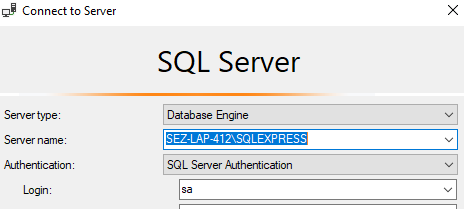 Connect to Server
SQL Server
Server type: Database Engine
Server name: SEZ-LAP-412\SQLEXPRESS
Authentication: SQL Server Authentication
Login: sa